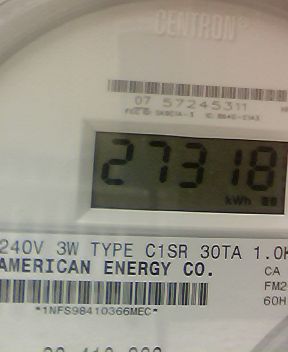 CENTRON®
07 57245311
27318
kWh
240V 3W TYPE C1SR 30TA 1.0K
AMERICAN ENERGY CO.
CA
FM2
60H
*1NFS98410366MEC*